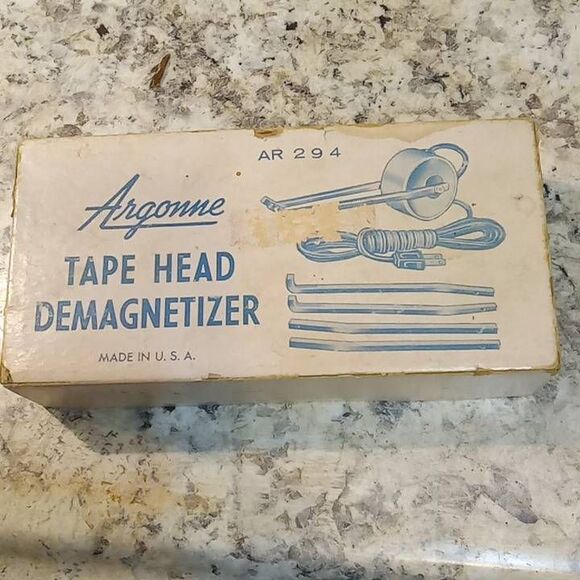 AR 294
Argonne
TAPE HEAD
DEMAGNETIZER
MADE IN U. S. A.